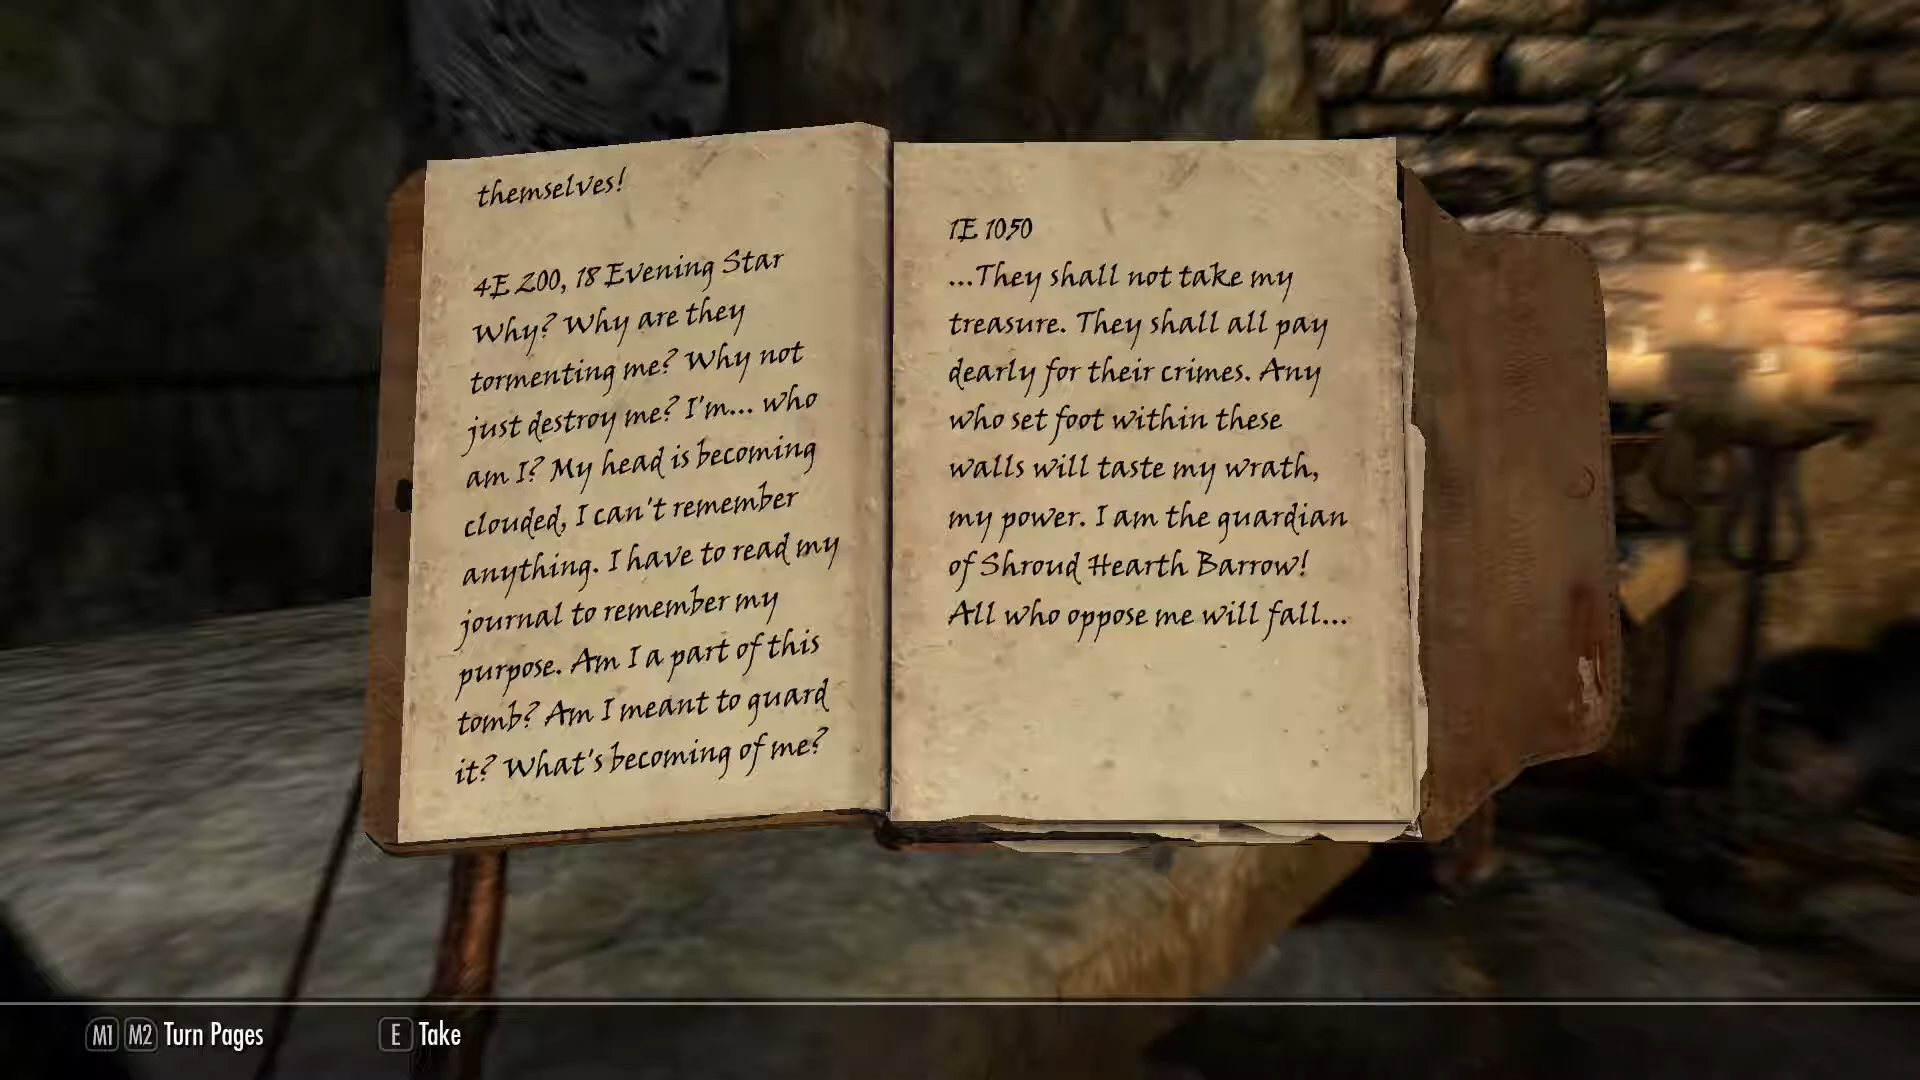 themselves!
4E 200, 18 Evening Star
Why? Why are they
tormenting me? Why not
just destroy me? I'm... who
am I? My head is becoming
clouded, I can't remember
anything. I have to read my
journal to remember my
purpose. Am I a part of this
tomb? Am I meant to guard
it? What's becoming of me?
1E 1050
...They shall not take my
treasure. They shall all pay
dearly for their crimes. Any
who set foot within these
walls will taste my wrath,
my power. I am the guardian
of Shroud Hearth Barrow!
All who oppose me will fall...
M1 M2 Turn Pages
E Take